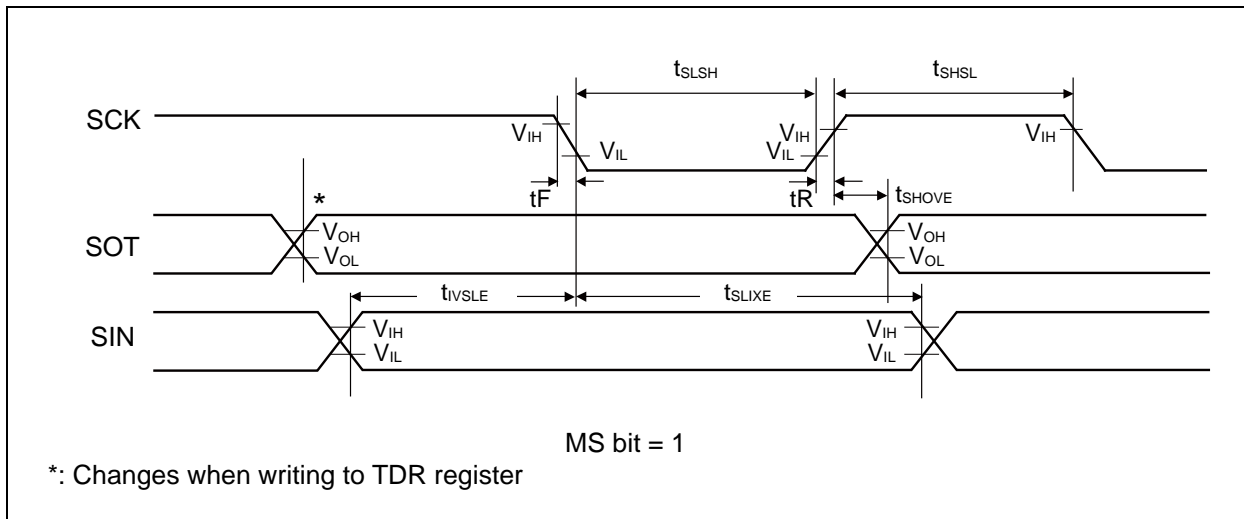 tSLSH
tSHSL
SCK
VIH
VIL
VIH
VIL
VIH
tF
tR
tSHOVE
*
SOT
VOH
VOL
VOH
VOL
tIVSLE
tSLIXE
SIN
VIH
VIL
VIH
VIL
MS bit = 1
*: Changes when writing to TDR register